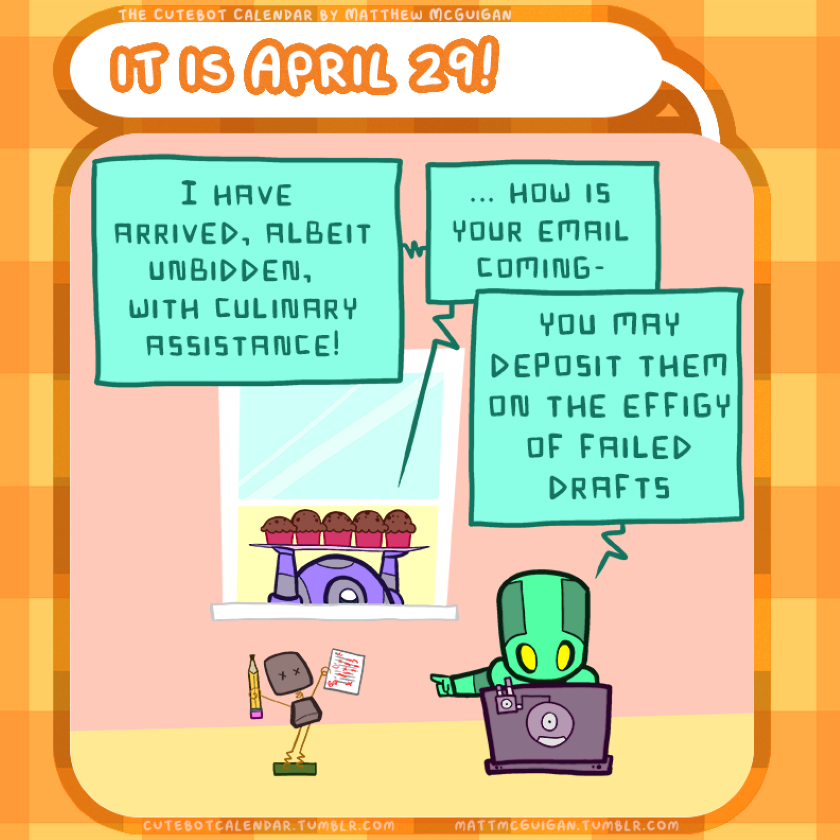 THE CUTEBOT CALENDAR BY MATTHEW MCGUIGAN
IT IS APRIL 29!
I HAVE
ARRIVED, ALBEIT
UNBIDDEN,
WITH CULINARY
ASSISTANCE!
... HOW IS
YOUR EMAIL
COMING-
YOU MAY
DEPOSIT THEM
ON THE EFFIGY
OF FAILED
DRAFTS
CUTEBOTCALENDAR.TUMBLR.COM
MATTMCGUIGAN.TUMBLR.COM